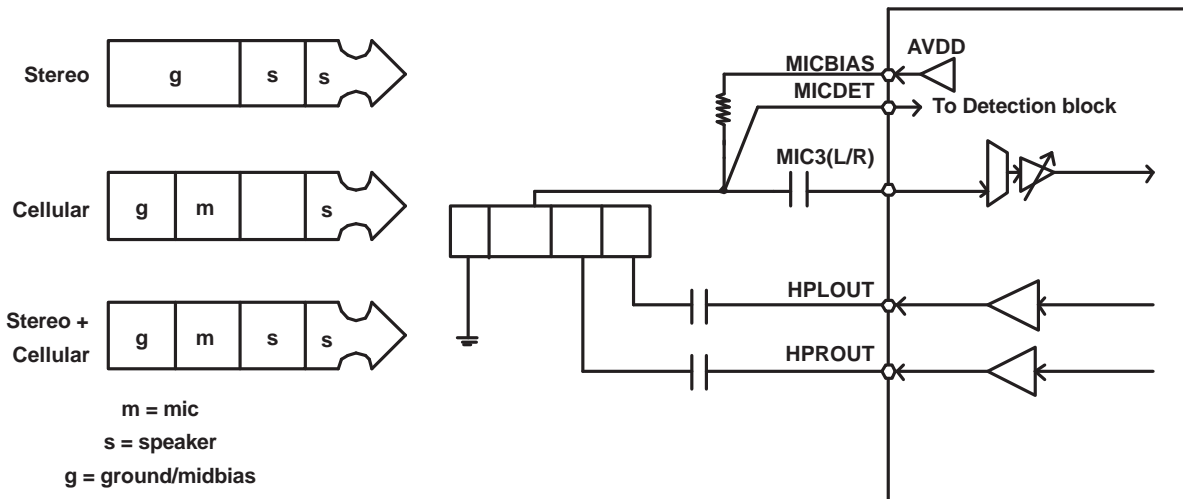 Stereo
g s s
Cellular
g m s
Stereo +
Cellular
g m s s
m = mic
s = speaker
g = ground/midbias
AVDD
MICBIAS
MICDET
To Detection block
MIC3(L/R)
HPLOUT
HPROUT